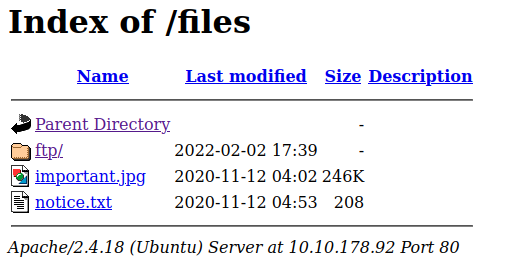 Index of /files
Name Last modified Size Description
Parent Directory -
ftp/ 2022-02-02 17:39 -
important.jpg 2020-11-12 04:02 246K
notice.txt 2020-11-12 04:53 208
Apache/2.4.18 (Ubuntu) Server at 10.10.178.92 Port 80